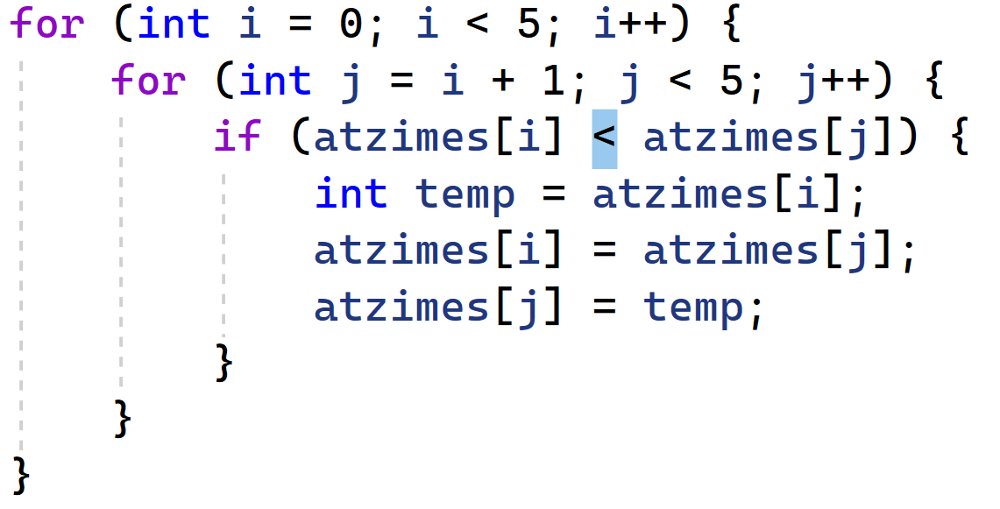 for (int i = 0; i < 5; i++) {
    for (int j = i + 1; j < 5; j++) {
        if (atzimes[i] < atzimes[j]) {
            int temp = atzimes[i];
            atzimes[i] = atzimes[j];
            atzimes[j] = temp;
        }
    }
}